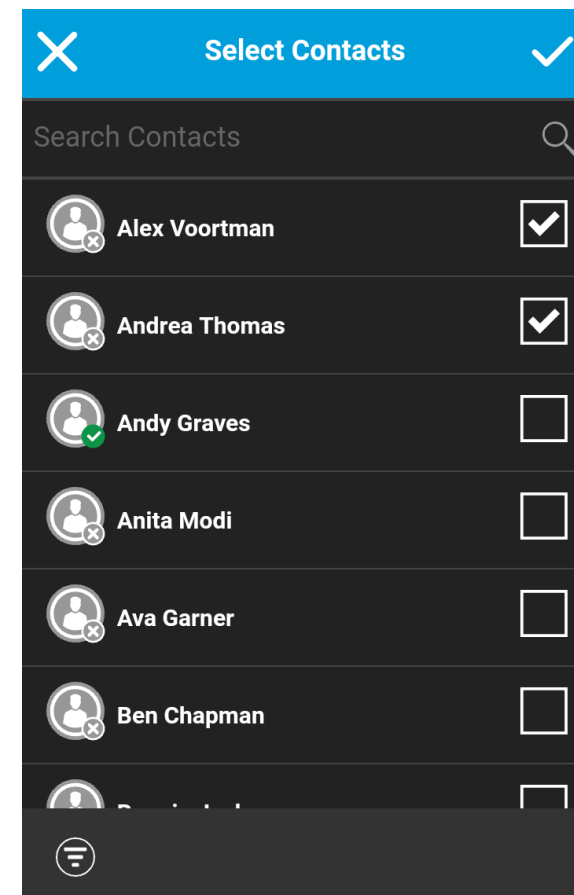 Select Contacts
Search Contacts
Alex Voortman
Andrea Thomas
Andy Graves
Anita Modi
Ava Garner
Ben Chapman